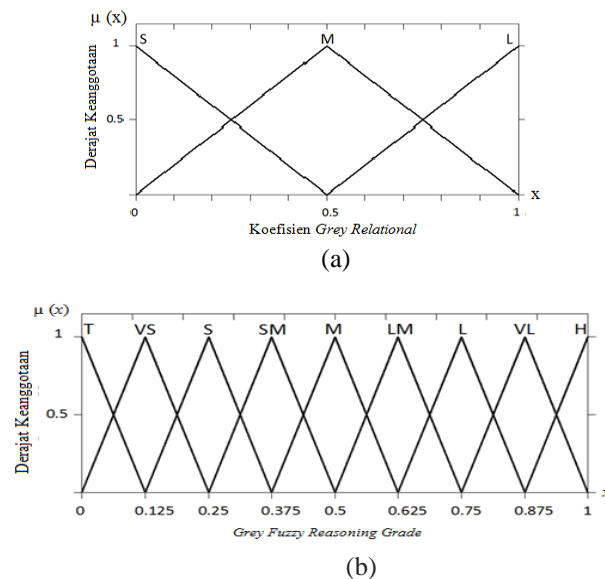 μ (x)
S M L
1
0.5
Derajat Keanggotaan
x
0 0.5 1
Koefisien Grey Relational
(a)
μ (x)
T VS S SM M LM L VL H
1
0.5
Derajat Keanggotaan
x
0 0.125 0.25 0.375 0.5 0.625 0.75 0.875 1
Grey Fuzzy Reasoning Grade
(b)